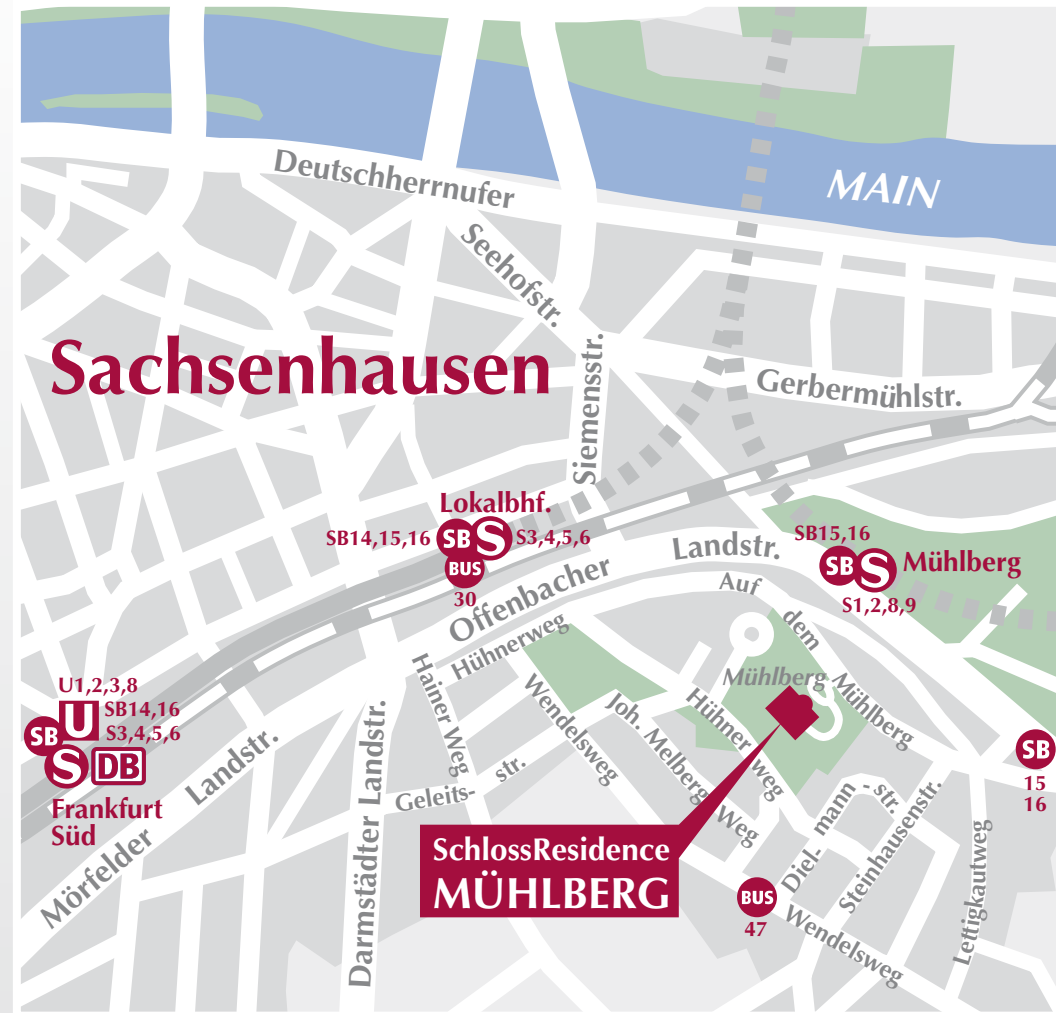 MAIN
Deutschherrnufer
Seehofstr.
Sachsenhausen
Siemensstr.
Gerbermühlstr.
Lokalbhf.
SB14,15,16
SB
S
S3,4,5,6
BUS
30
Offenbacher
Landstr.
SB15,16
SB
S
Mühlberg
S1,2,8,9
Auf
dem
Mühlberg
Mühlberg
Hühnerweg
Hainer Weg
Wendelsweg
Joh. Melberg Weg
Hühner
weg
U1,2,3,8
U
SB14,16
SB
S3,4,5,6
S
DB
Frankfurt
Süd
Mörfelder
Landstr.
Darmstädter Landstr.
Geleits-
str.
SchlossResidence
MÜHLBERG
Diel-
mann
- str.
Steinhausenstr.
Lettigkautweg
SB
15
16
BUS
47
Wendelsweg